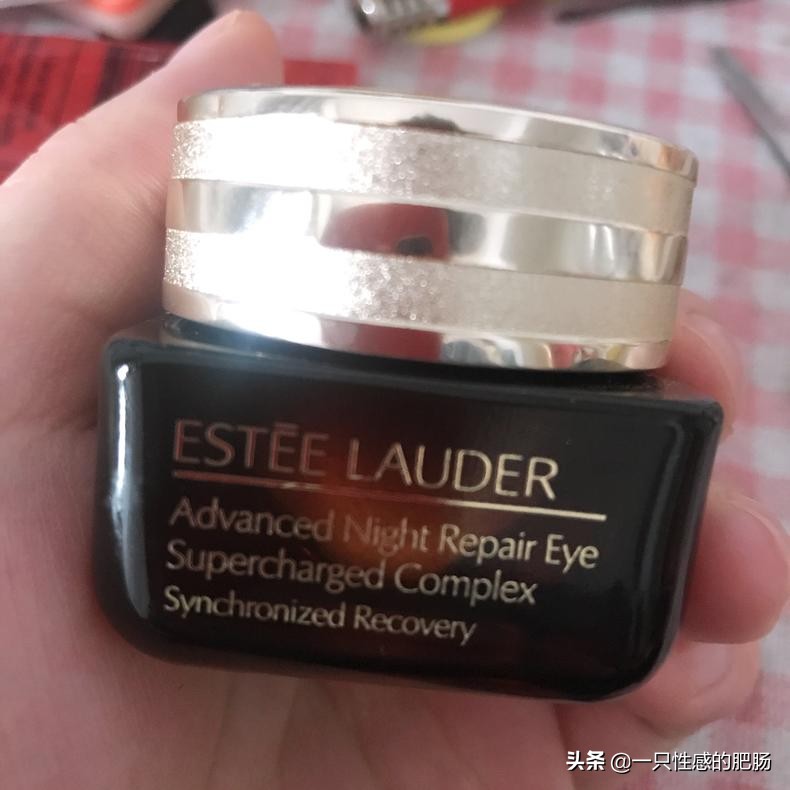 ESTĒE LAUDER
Advanced Night Repair Eye
Supercharged Complex
Synchronized Recovery
头条 @一只性感的肥肠